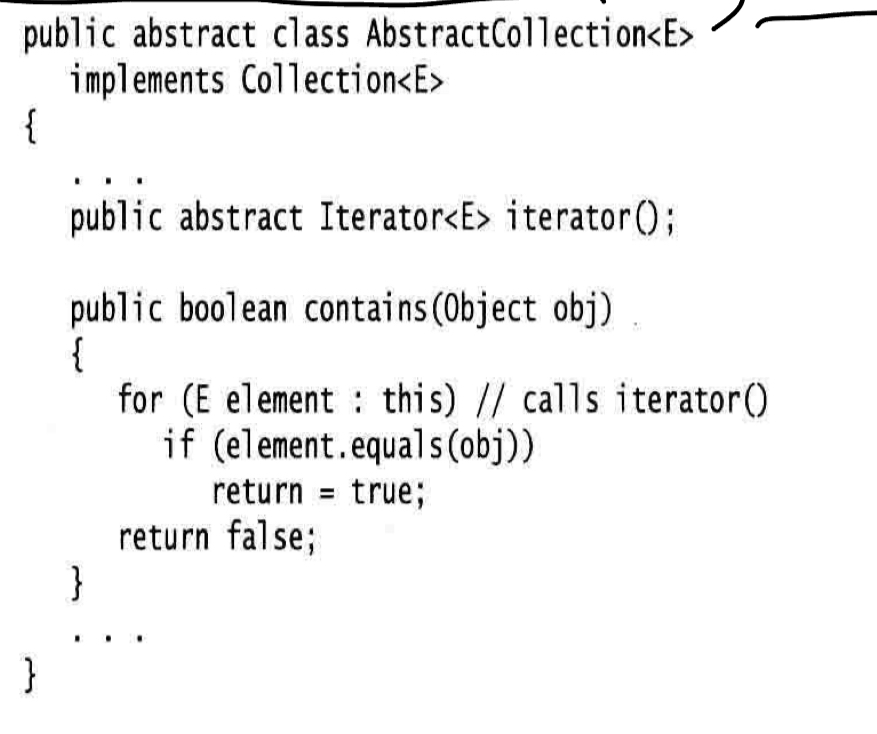 public abstract class AbstractCollection<E>
implements Collection<E>
{
. . .
public abstract Iterator<E> iterator();
public boolean contains(Object obj)
{
for (E element : this) // calls iterator()
if (element.equals(obj))
return = true;
return false;
}
. . .
}